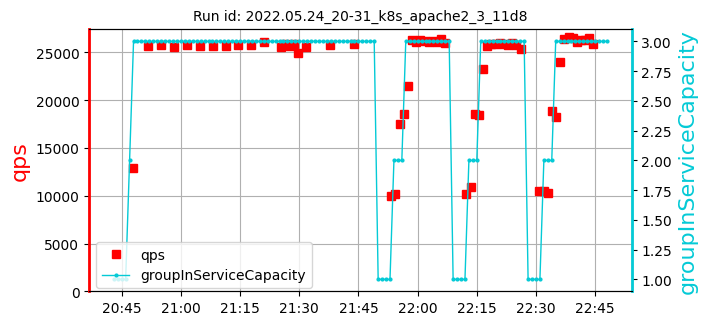 Run id: 2022.05.24_20-31_k8s_apache2_3_11d8
25000
20000
15000
10000
5000
0
qps
3.00
2.75
2.50
2.25
2.00
1.75
1.50
1.25
1.00
groupInServiceCapacity
qps
groupInServiceCapacity
20:45 21:00 21:15 21:30 21:45 22:00 22:15 22:30 22:45